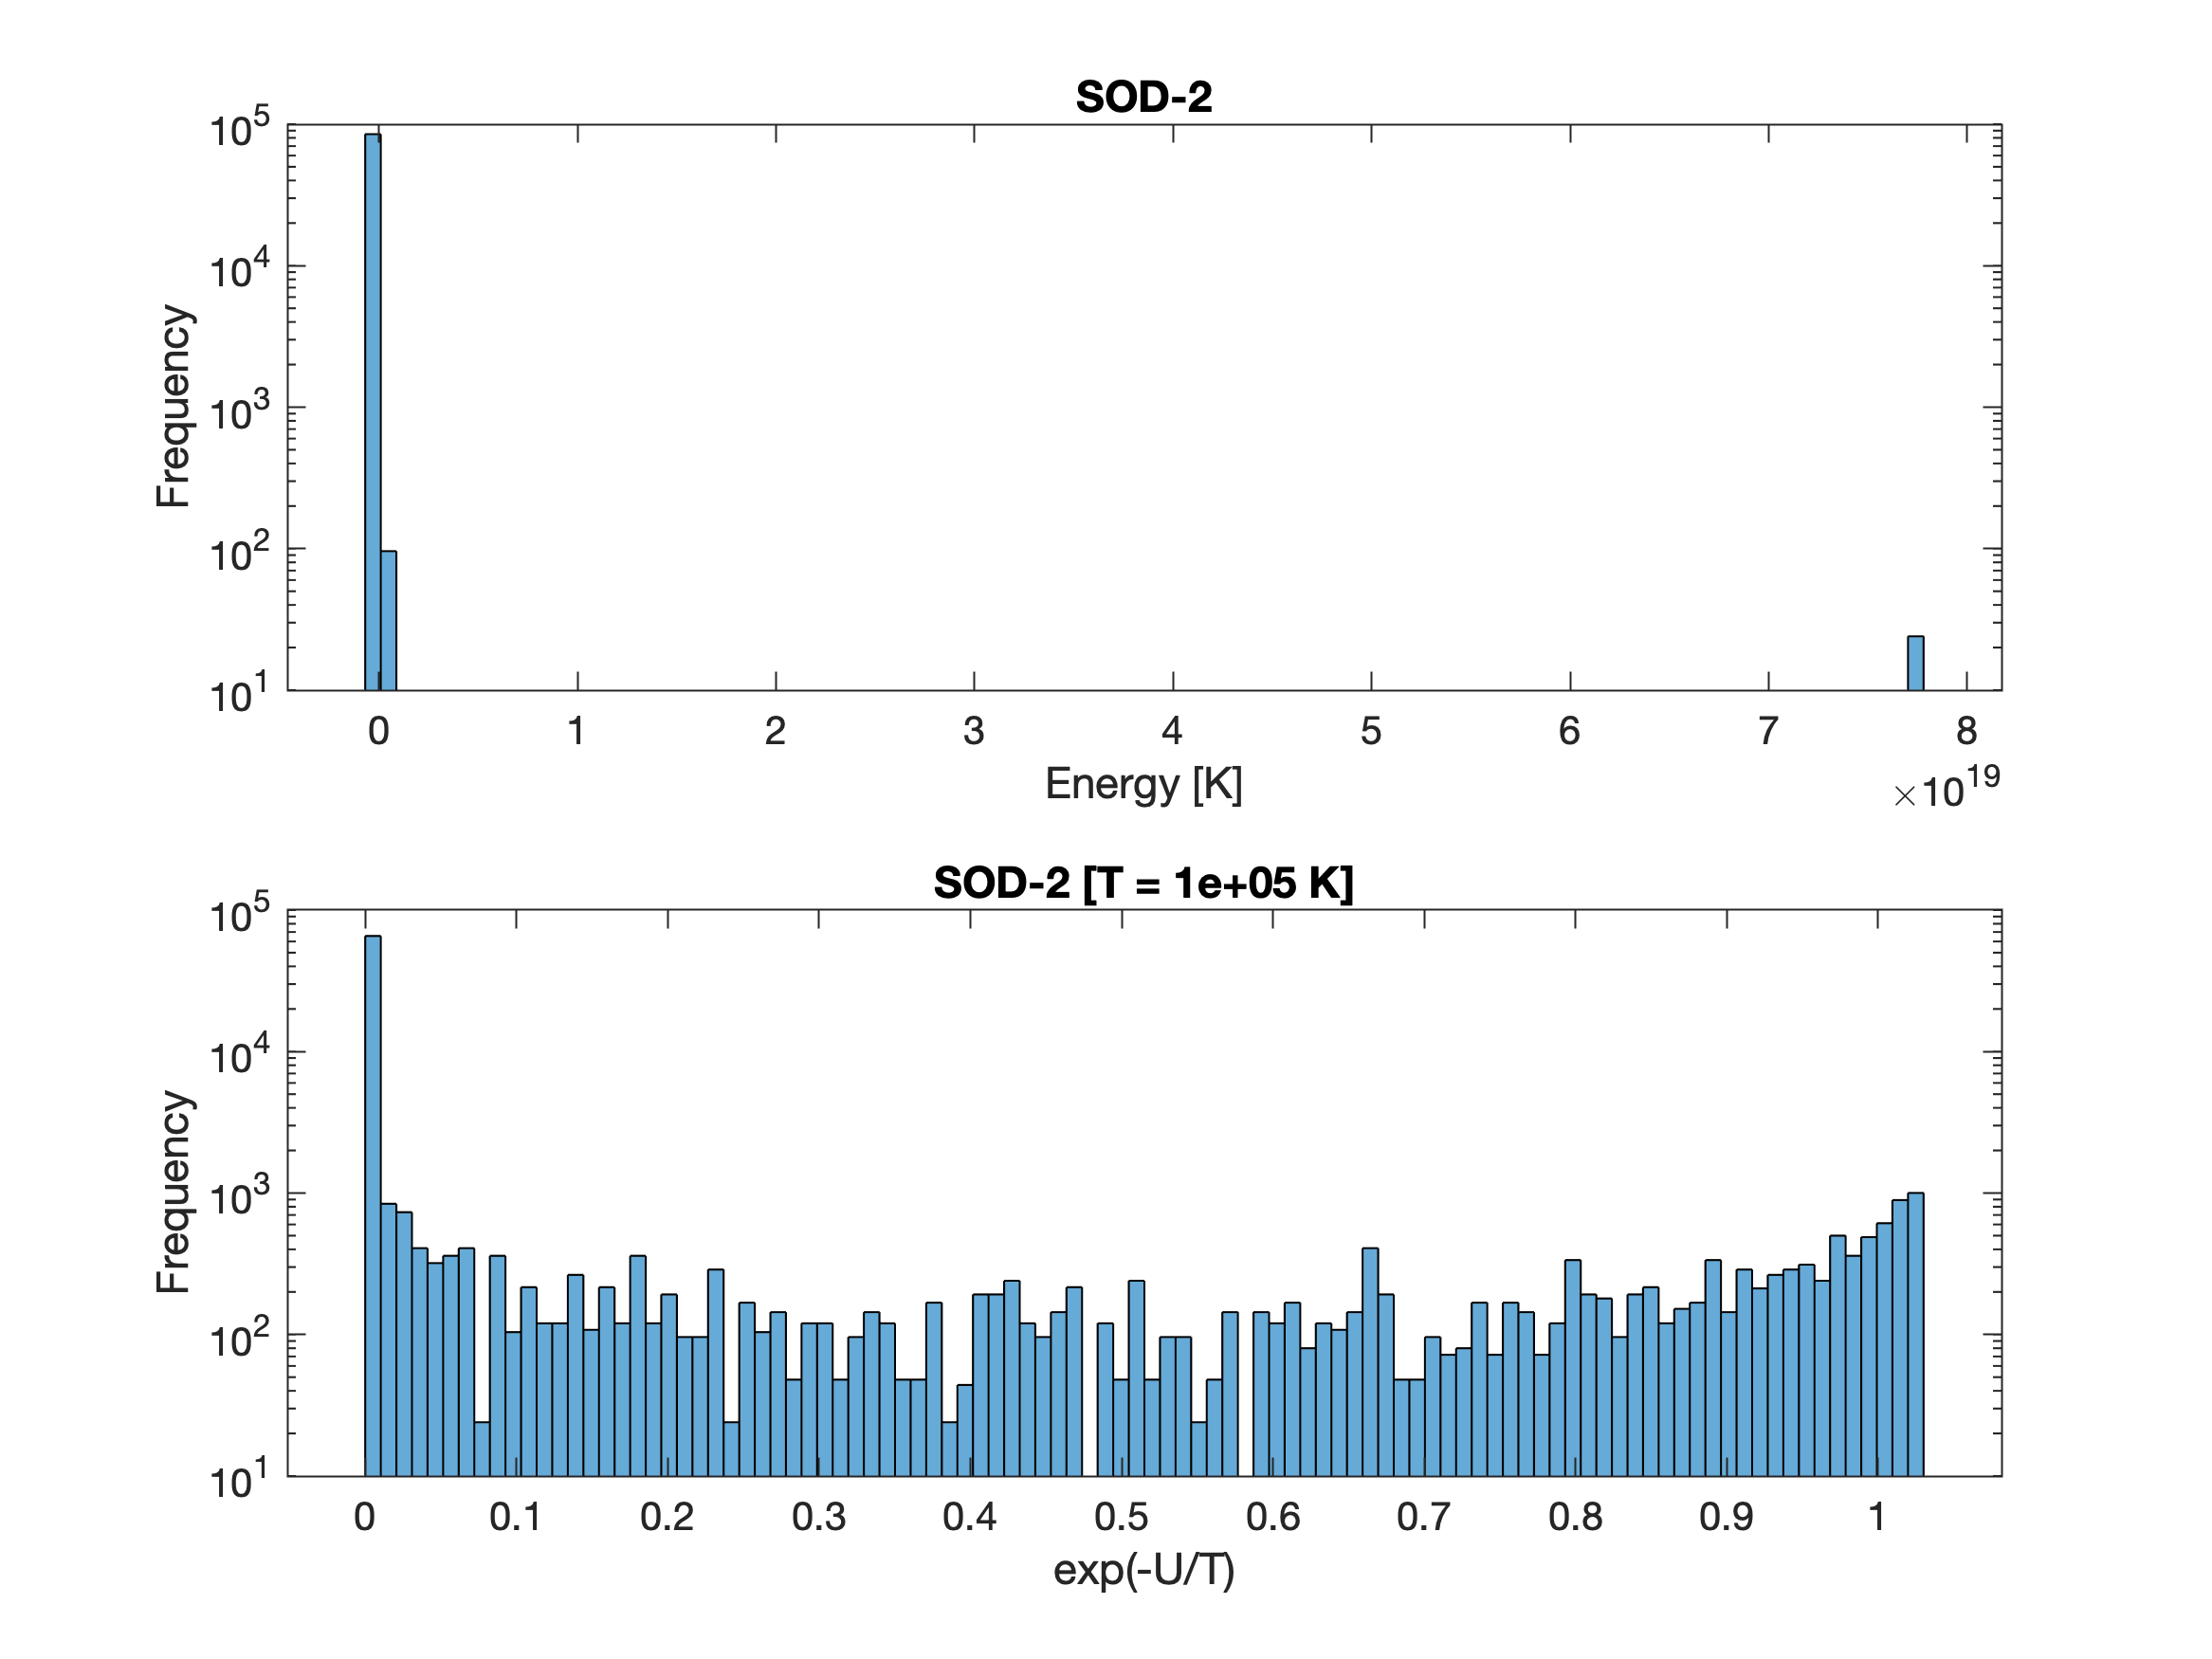 SOD-2
10^5
10^4
10^3
10^2
10^1
Frequency
0 1 2 3 4 5 6 7 8
Energy [K]
×10^19
SOD-2 [T = 1e+05 K]
10^5
10^4
10^3
10^2
10^1
Frequency
0 0.1 0.2 0.3 0.4 0.5 0.6 0.7 0.8 0.9 1
exp(-U/T)